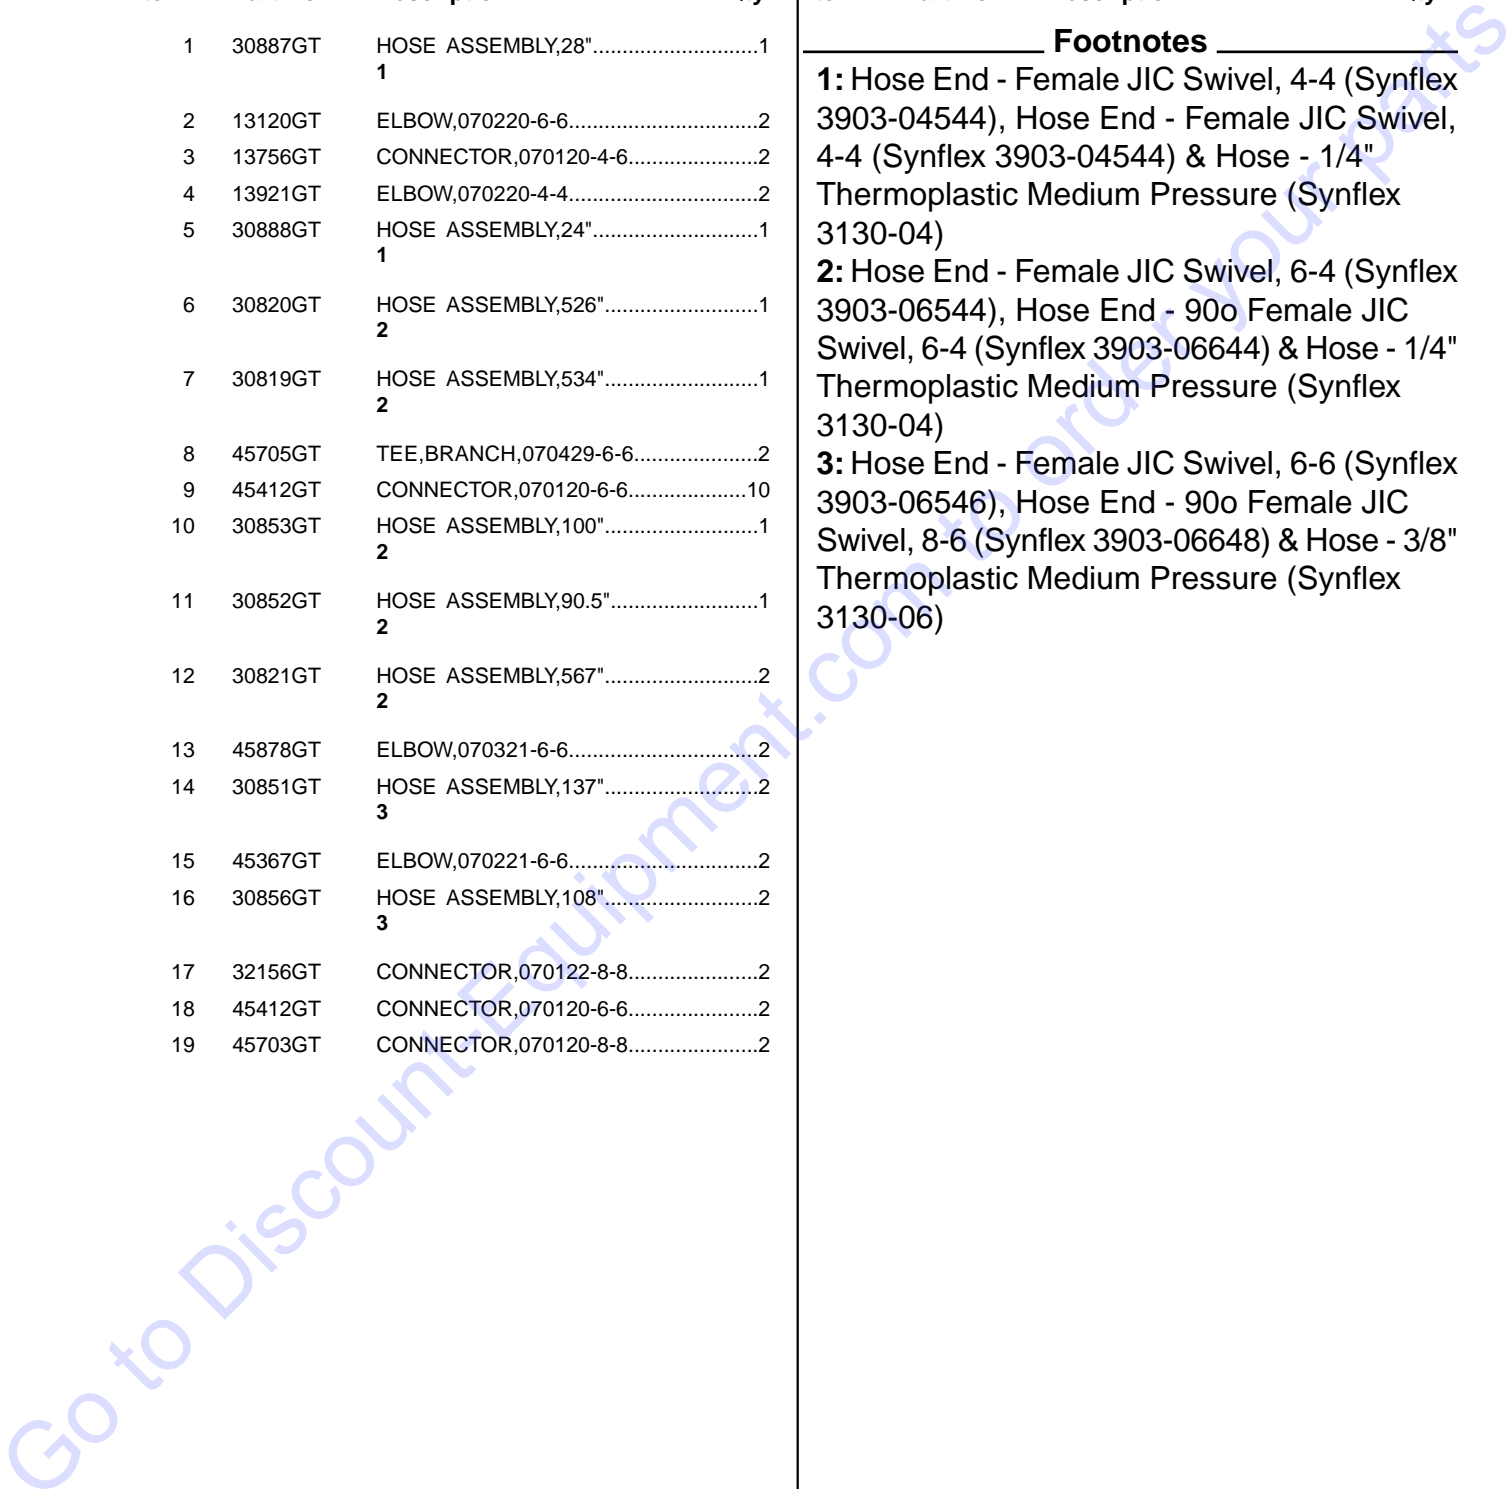 1 30887GT HOSE ASSEMBLY,28"............................1
1
2 13120GT ELBOW,070220-6-6................................2
3 13756GT CONNECTOR,070120-4-6......................2
4 13921GT ELBOW,070220-4-4................................2
5 30888GT HOSE ASSEMBLY,24"............................1
1
6 30820GT HOSE ASSEMBLY,526"..........................1
2
7 30819GT HOSE ASSEMBLY,534"..........................1
2
8 45705GT TEE,BRANCH,070429-6-6.....................2
9 45412GT CONNECTOR,070120-6-6....................10
10 30853GT HOSE ASSEMBLY,100"..........................1
2
11 30852GT HOSE ASSEMBLY,90.5".........................1
2
12 30821GT HOSE ASSEMBLY,567"..........................2
2
13 45878GT ELBOW,070321-6-6................................2
14 30851GT HOSE ASSEMBLY,137"..........................2
3
15 45367GT ELBOW,070221-6-6................................2
16 30856GT HOSE ASSEMBLY,108"..........................2
3
17 32156GT CONNECTOR,070122-8-8......................2
18 45412GT CONNECTOR,070120-6-6......................2
19 45703GT CONNECTOR,070120-8-8......................2
Footnotes
1: Hose End - Female JIC Swivel, 4-4 (Synflex
3903-04544), Hose End - Female JIC Swivel,
4-4 (Synflex 3903-04544) & Hose - 1/4"
Thermoplastic Medium Pressure (Synflex
3130-04)
2: Hose End - Female JIC Swivel, 6-4 (Synflex
3903-06544), Hose End - 90o Female JIC
Swivel, 6-4 (Synflex 3903-06644) & Hose - 1/4"
Thermoplastic Medium Pressure (Synflex
3130-04)
3: Hose End - Female JIC Swivel, 6-6 (Synflex
3903-06546), Hose End - 90o Female JIC
Swivel, 8-6 (Synflex 3903-06648) & Hose - 3/8"
Thermoplastic Medium Pressure (Synflex
3130-06)
Go to Discount-Equipment.com to order your parts